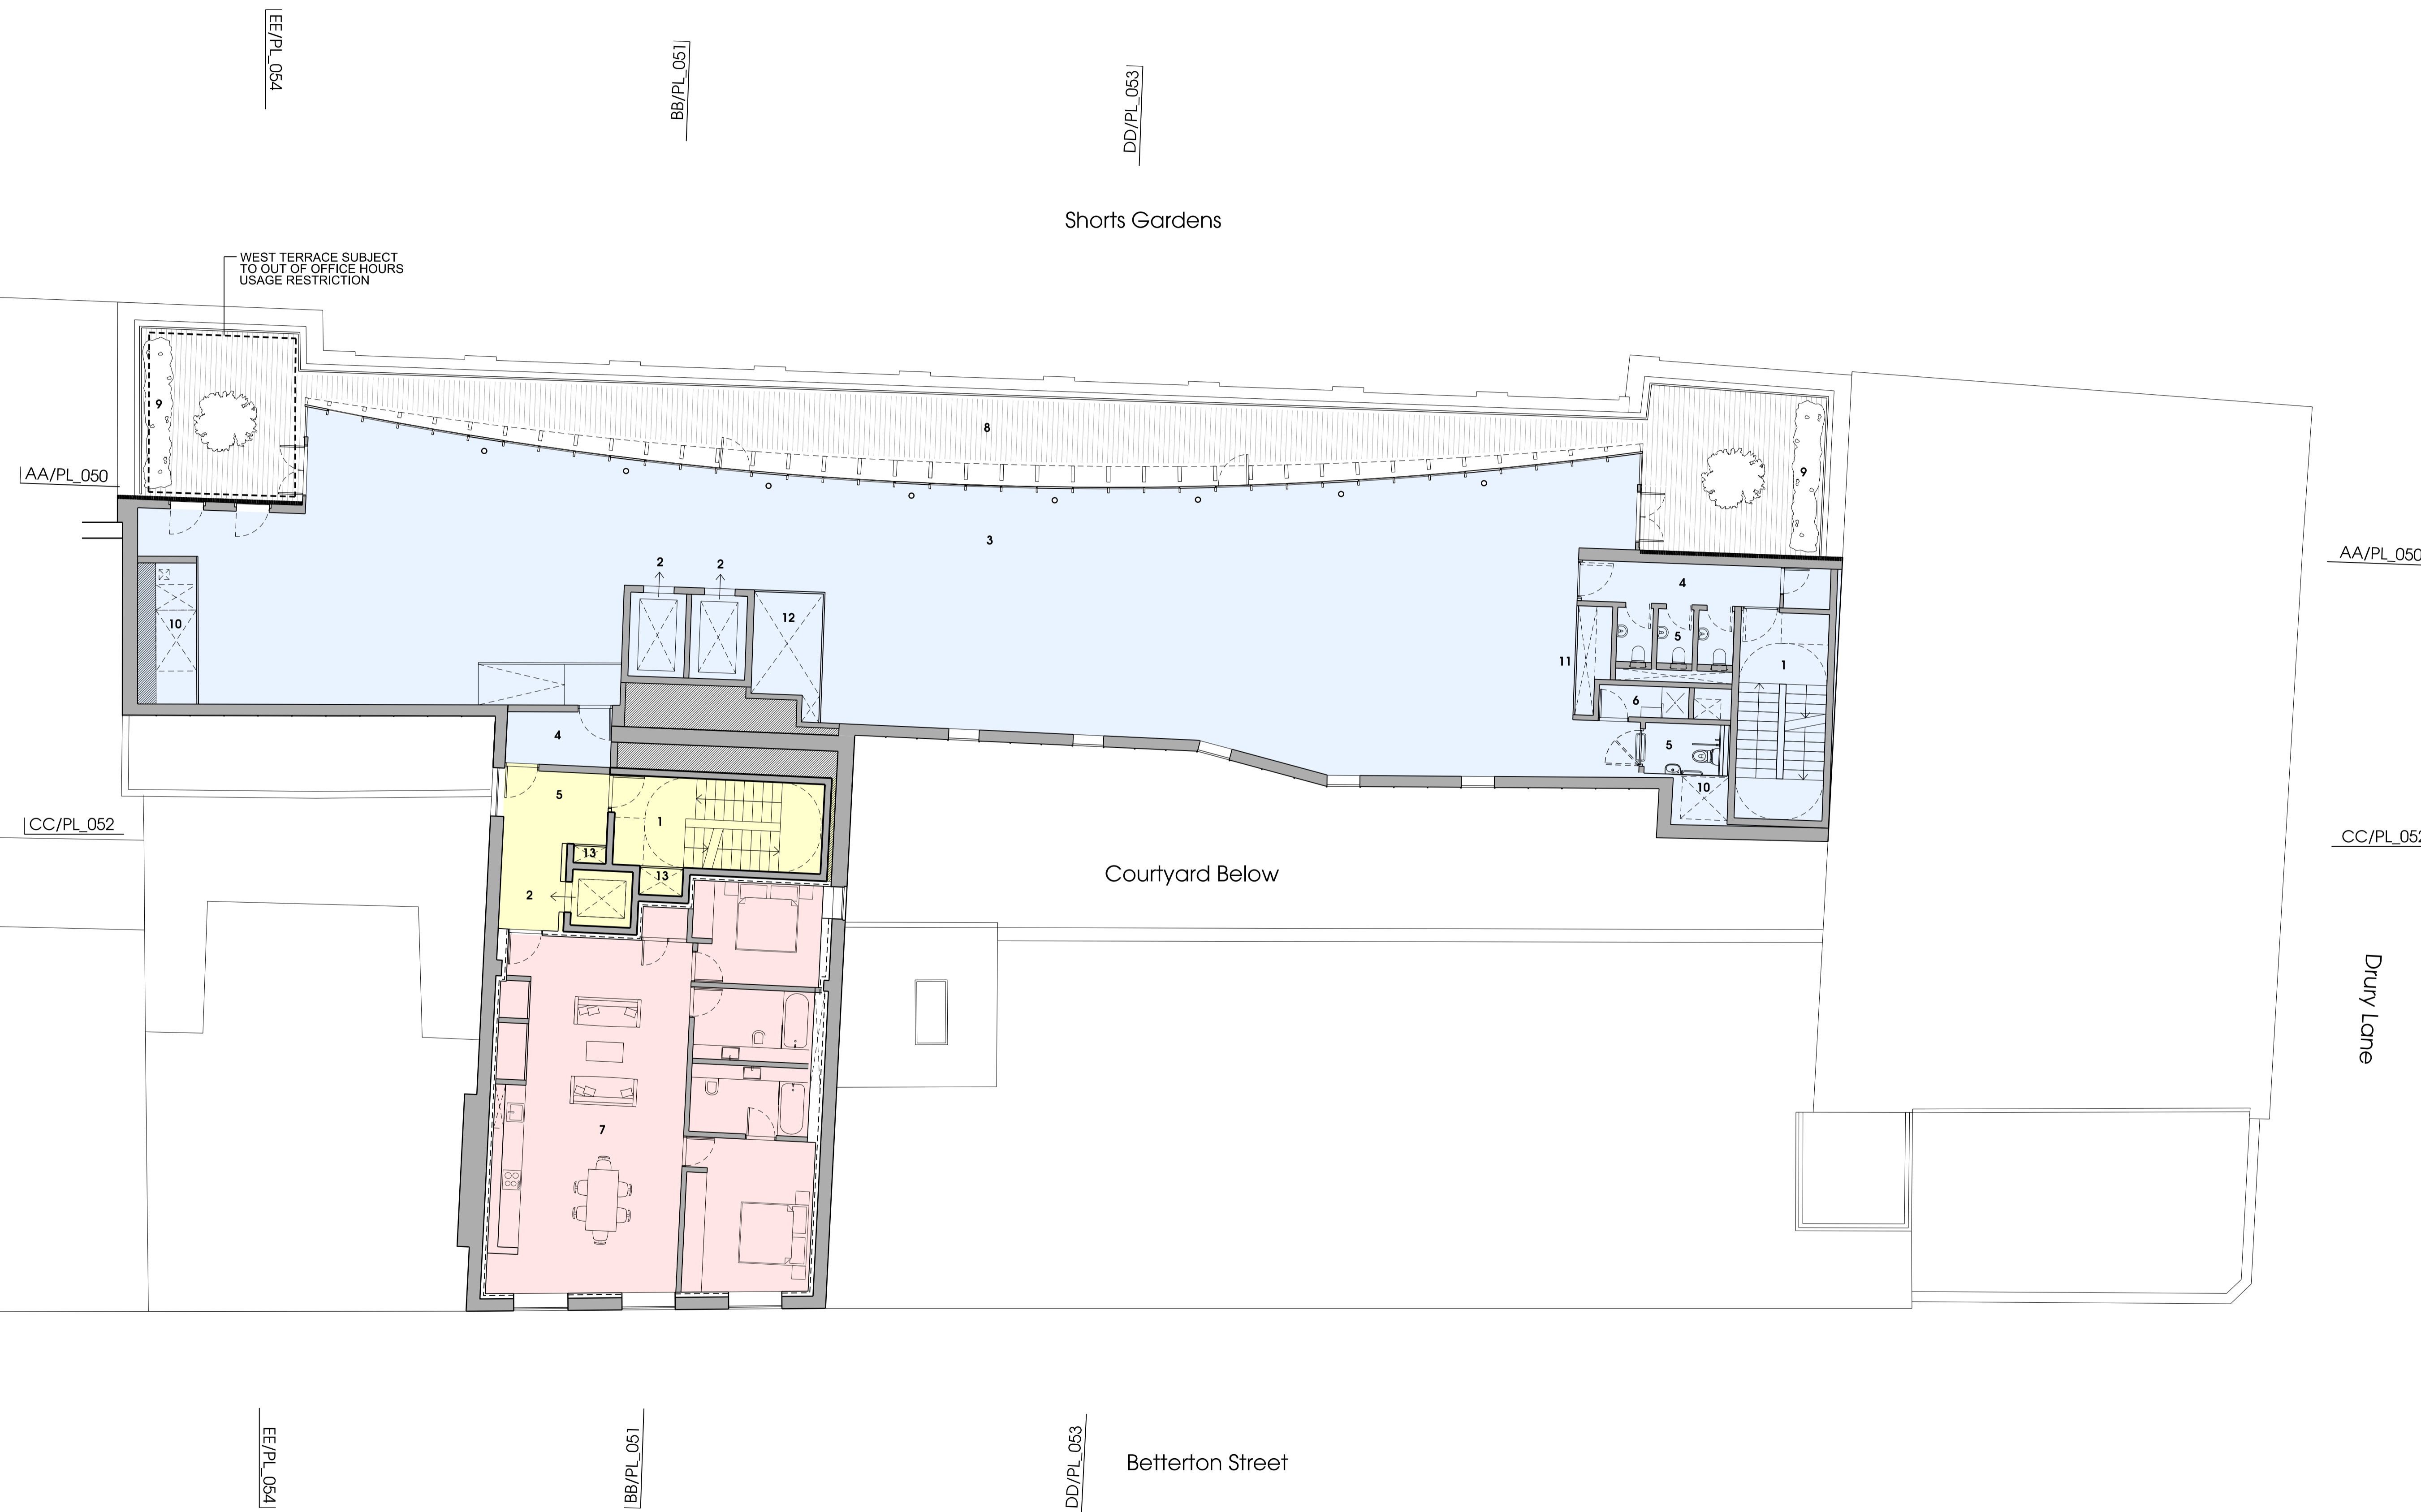 EE/PL_054
BB/PL_051
DD/PL_053
Shorts Gardens
WEST TERRACE SUBJECT
TO OUT OF OFFICE HOURS
USAGE RESTRICTION
9
8
9
AA/PL_050
3
AA/PL_050
2
2
4
10
12
5
11
1
6
4
5
10
5
1
CC/PL_052
CC/PL_052
13
13
Courtyard Below
2
Drury Lane
7
EE/PL_054
BB/PL_051
DD/PL_053
Betterton Street